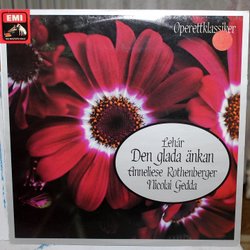 EMI
Operettklassiker
Lehár
Den glada änkan
Anneliese Rothenberger
Nicolai Gedda